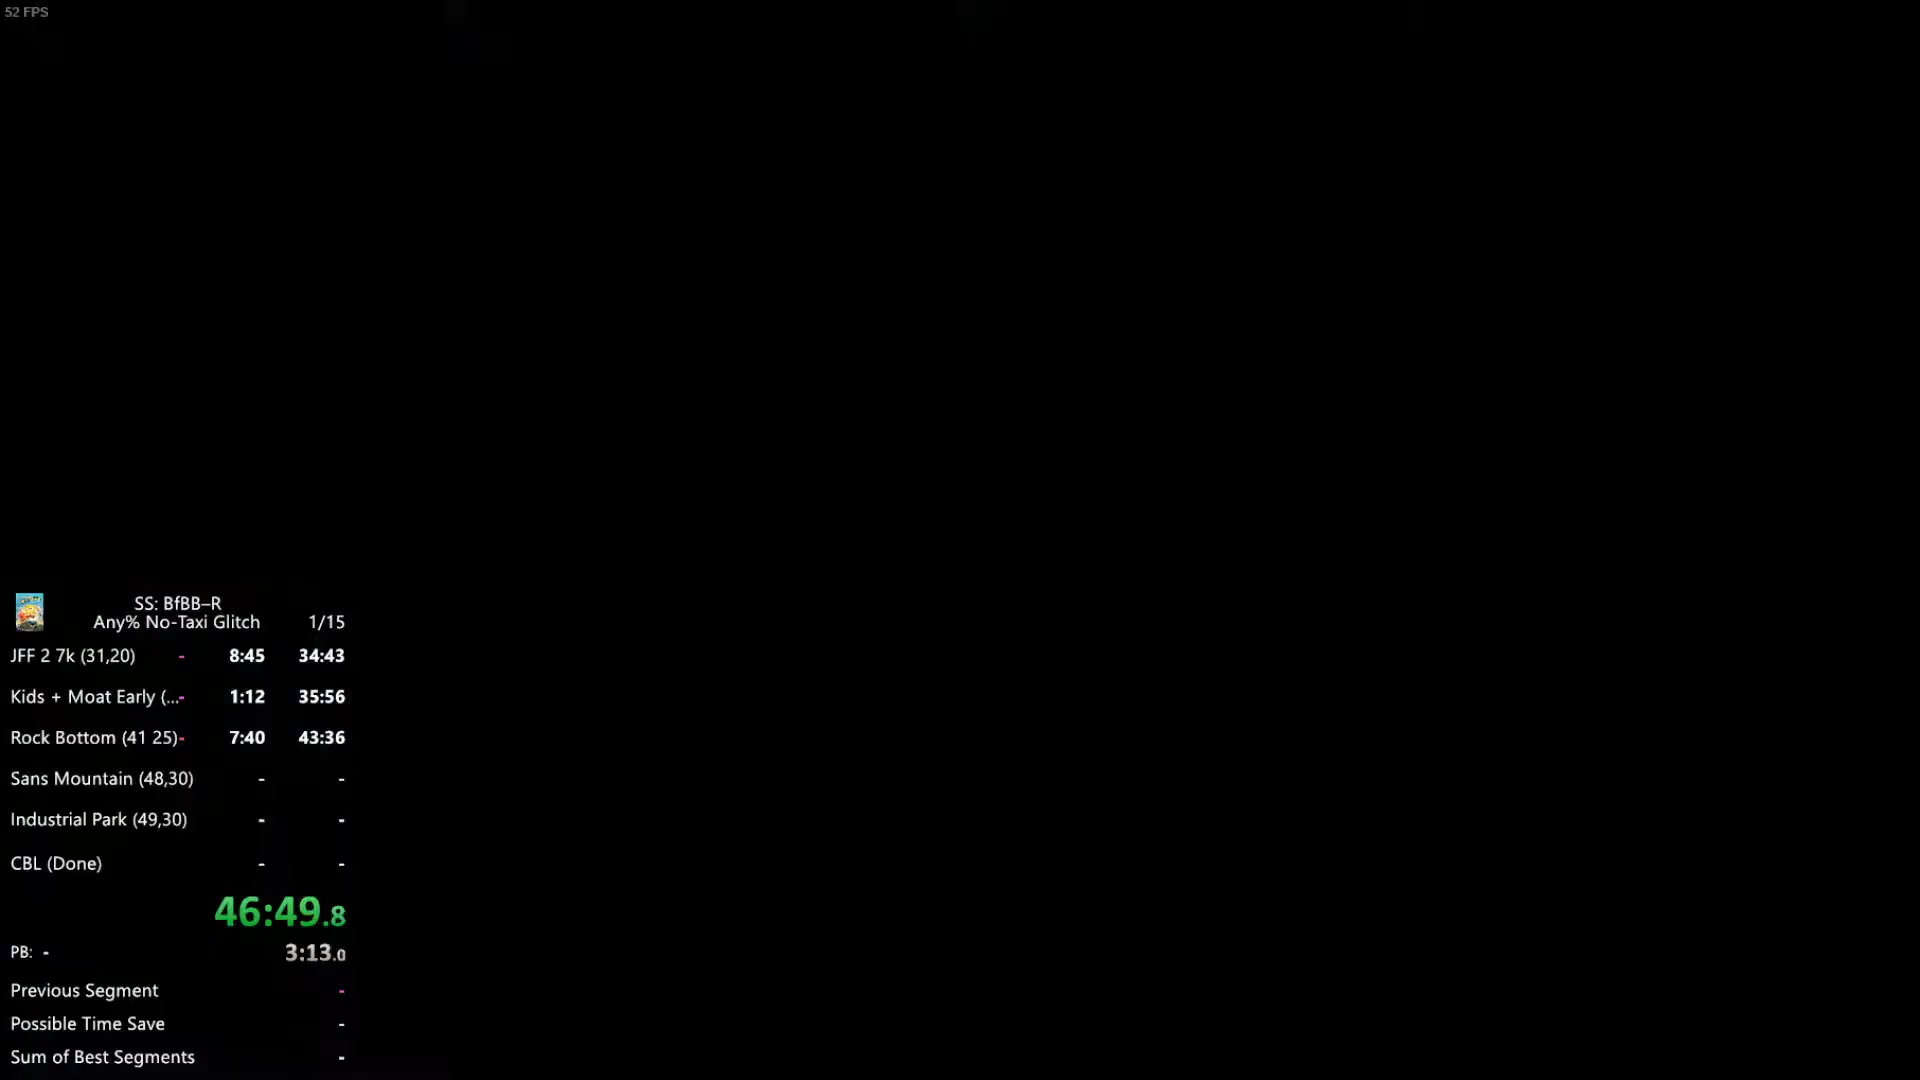 52 FPS
SS: BfBB–R
Any% No-Taxi Glitch 1/15
JFF 2 7k (31,20) - 8:45 34:43
Kids + Moat Early (...- 1:12 35:56
Rock Bottom (41 25)- 7:40 43:36
Sans Mountain (48,30) - -
Industrial Park (49,30) - -
CBL (Done) - -
46:49.8
PB: - 3:13.0
Previous Segment -
Possible Time Save -
Sum of Best Segments -